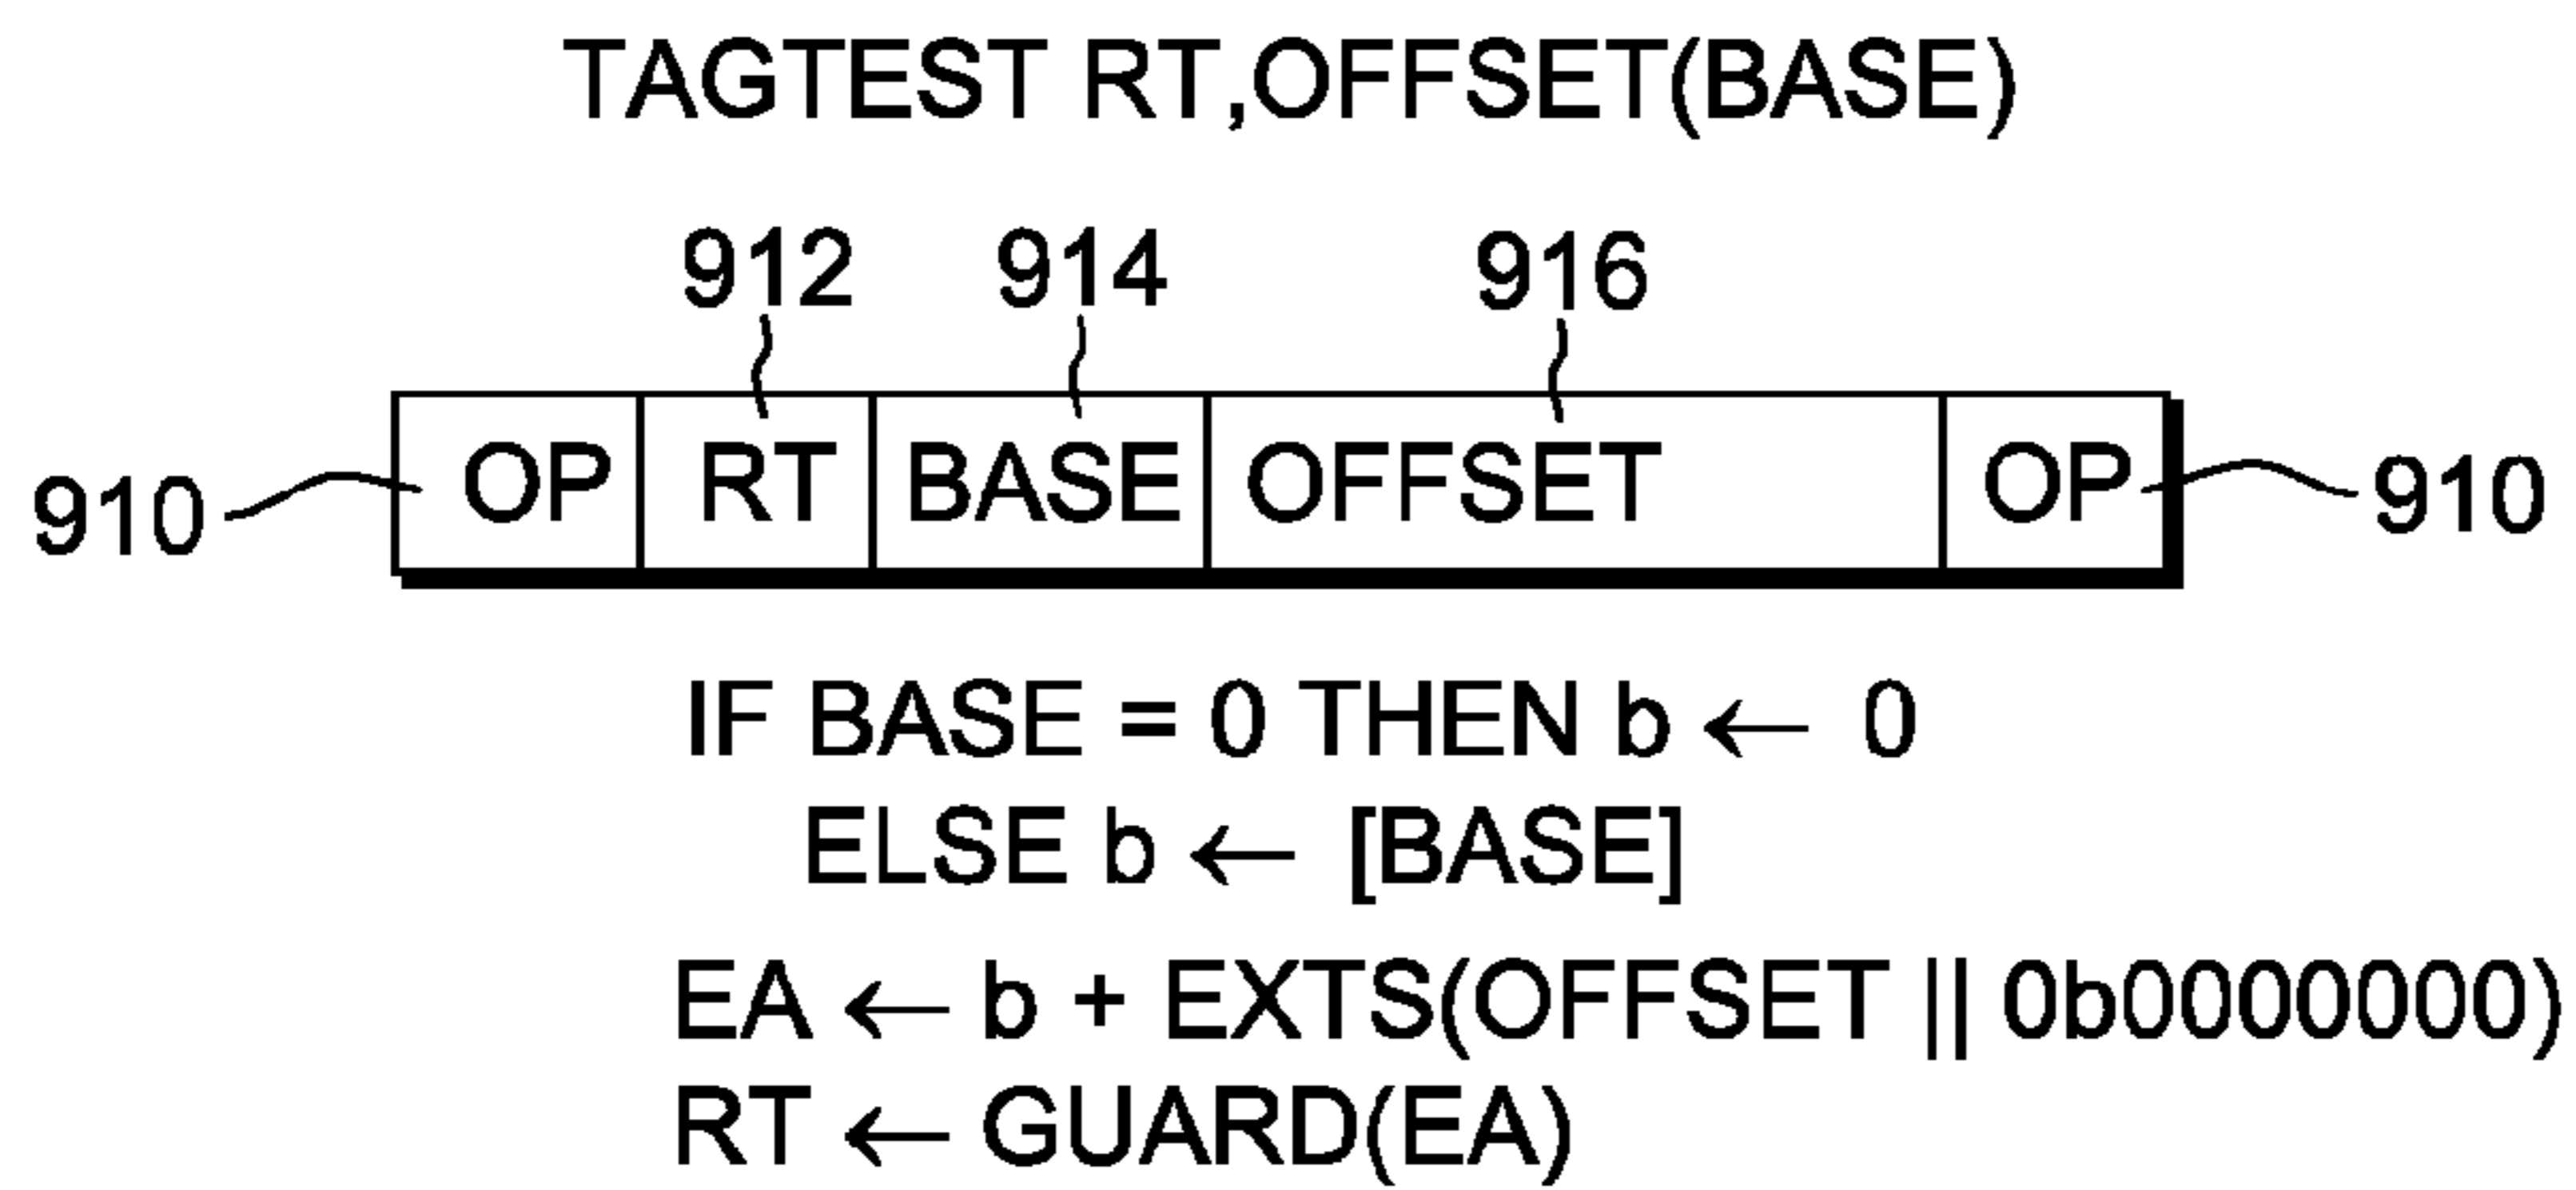 TAGTEST RT,OFFSET(BASE)
912 914 916
910 OP RT BASE OFFSET OP 910
IF BASE = 0 THEN b ← 0
ELSE b ← [BASE]
EA ← b + EXTS(OFFSET || 0b0000000)
RT ← GUARD(EA)